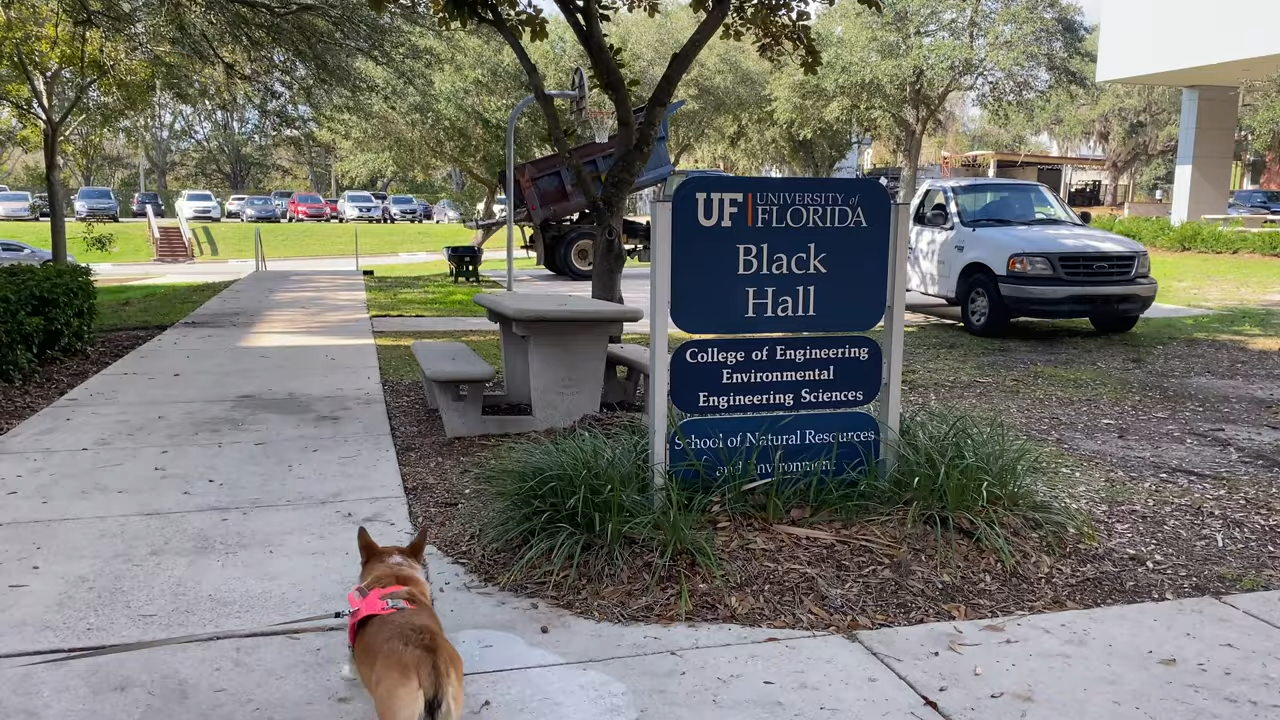 UF UNIVERSITY of
FLORIDA
Black
Hall
College of Engineering
Environmental
Engineering Sciences
School of Natural Resources
and Environment